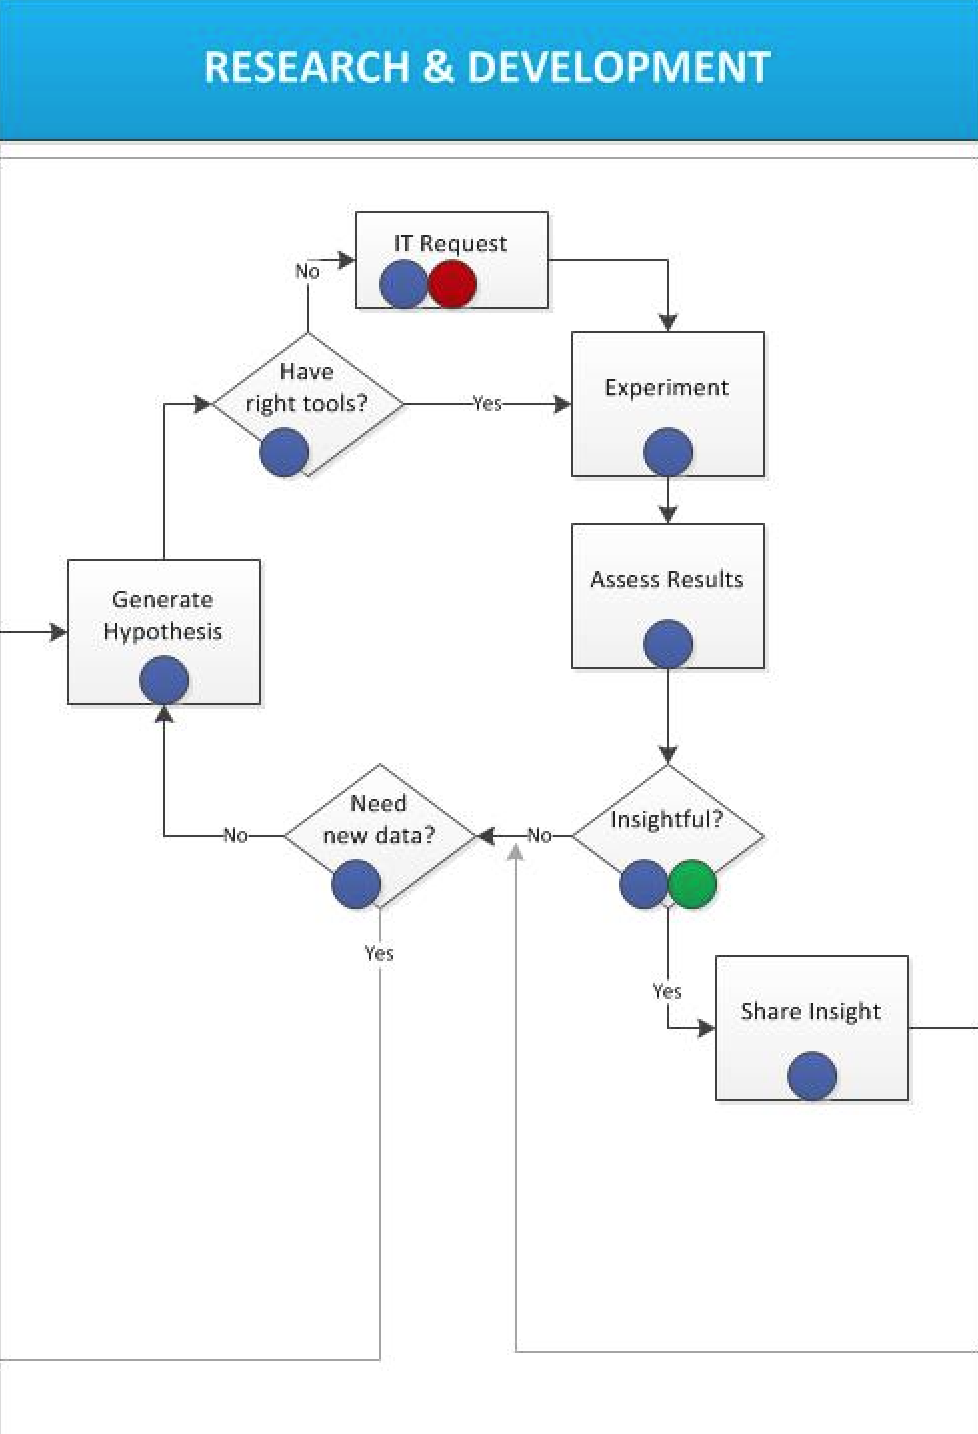 RESEARCH & DEVELOPMENT
IT Request
No
Have
right tools?
Yes
Experiment
Assess Results
Generate
Hypothesis
Need
new data?
No
No
Insightful?
Yes
Yes
Share Insight